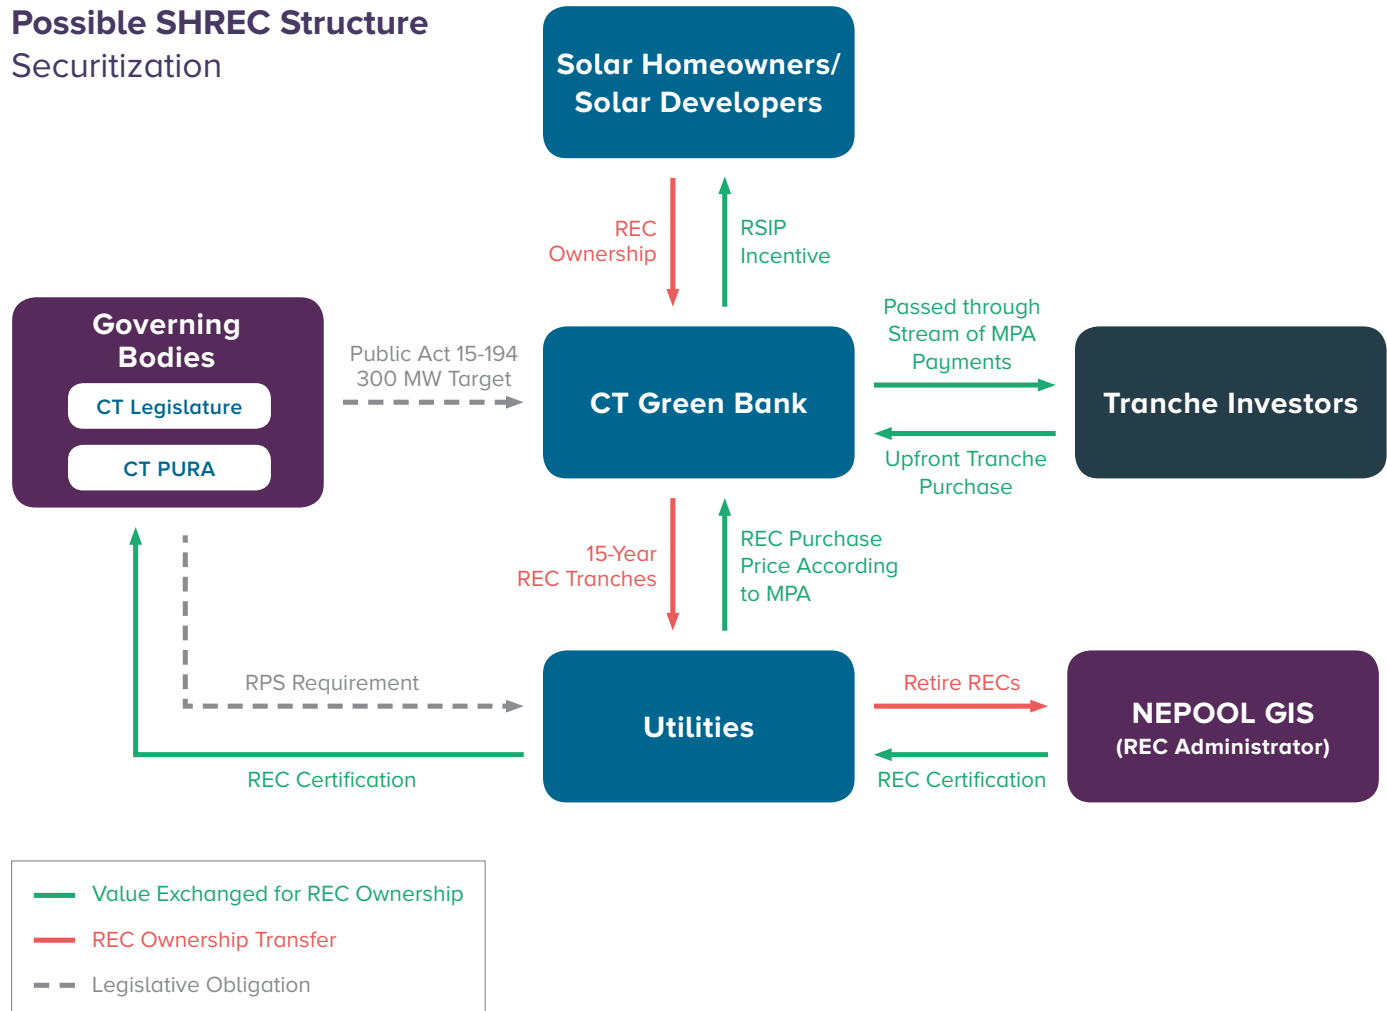 Possible SHREC Structure
Securitization
Solar Homeowners/
Solar Developers
REC
Ownership
RSIP
Incentive
Governing
Bodies
CT Legislature
CT PURA
Public Act 15-194
300 MW Target
CT Green Bank
Passed through
Stream of MPA
Payments
Upfront Tranche
Purchase
Tranche Investors
15-Year
REC Tranches
REC Purchase
Price According
to MPA
RPS Requirement
REC Certification
Utilities
Retire RECs
REC Certification
NEPOOL GIS
(REC Administrator)
Value Exchanged for REC Ownership
REC Ownership Transfer
Legislative Obligation